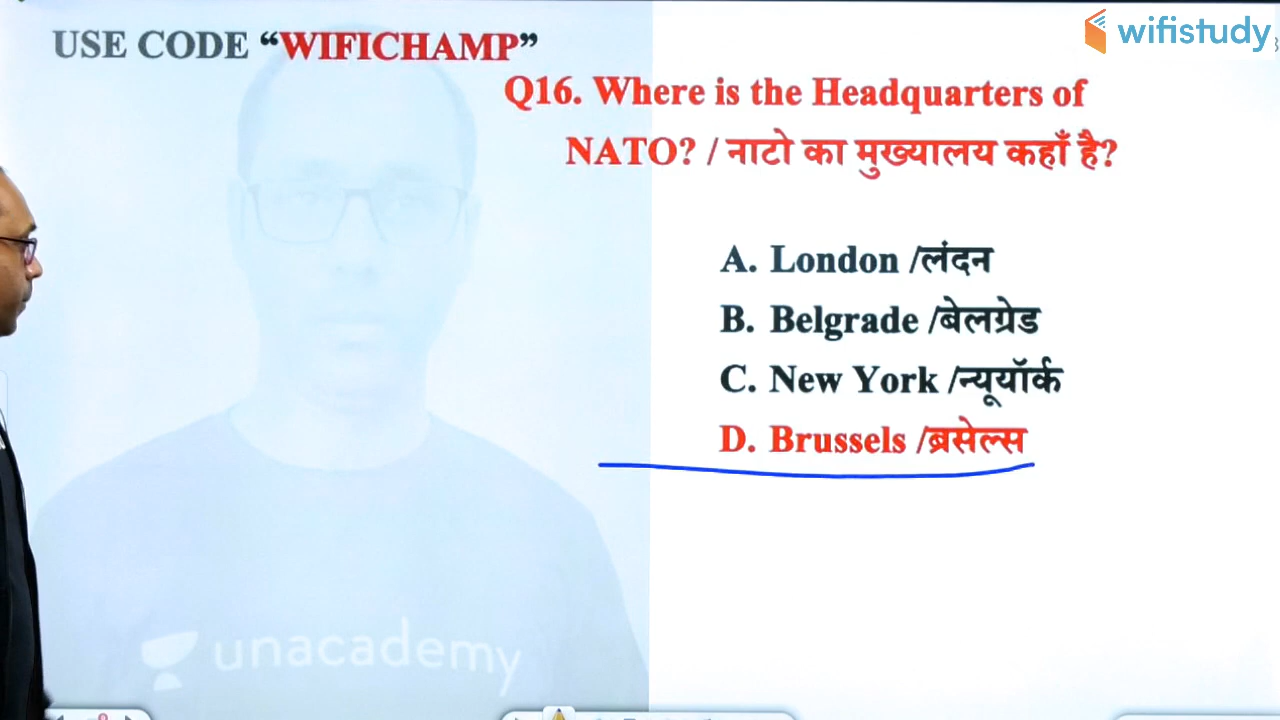 USE CODE “WIFICHAMP”
wifistudy
Q16. Where is the Headquarters of
NATO? / नाटो का मुख्यालय कहाँ है?
A. London /लंदन
B. Belgrade /बेलग्रेड
C. New York /न्यूयॉर्क
D. Brussels /ब्रसेल्स
unacademy